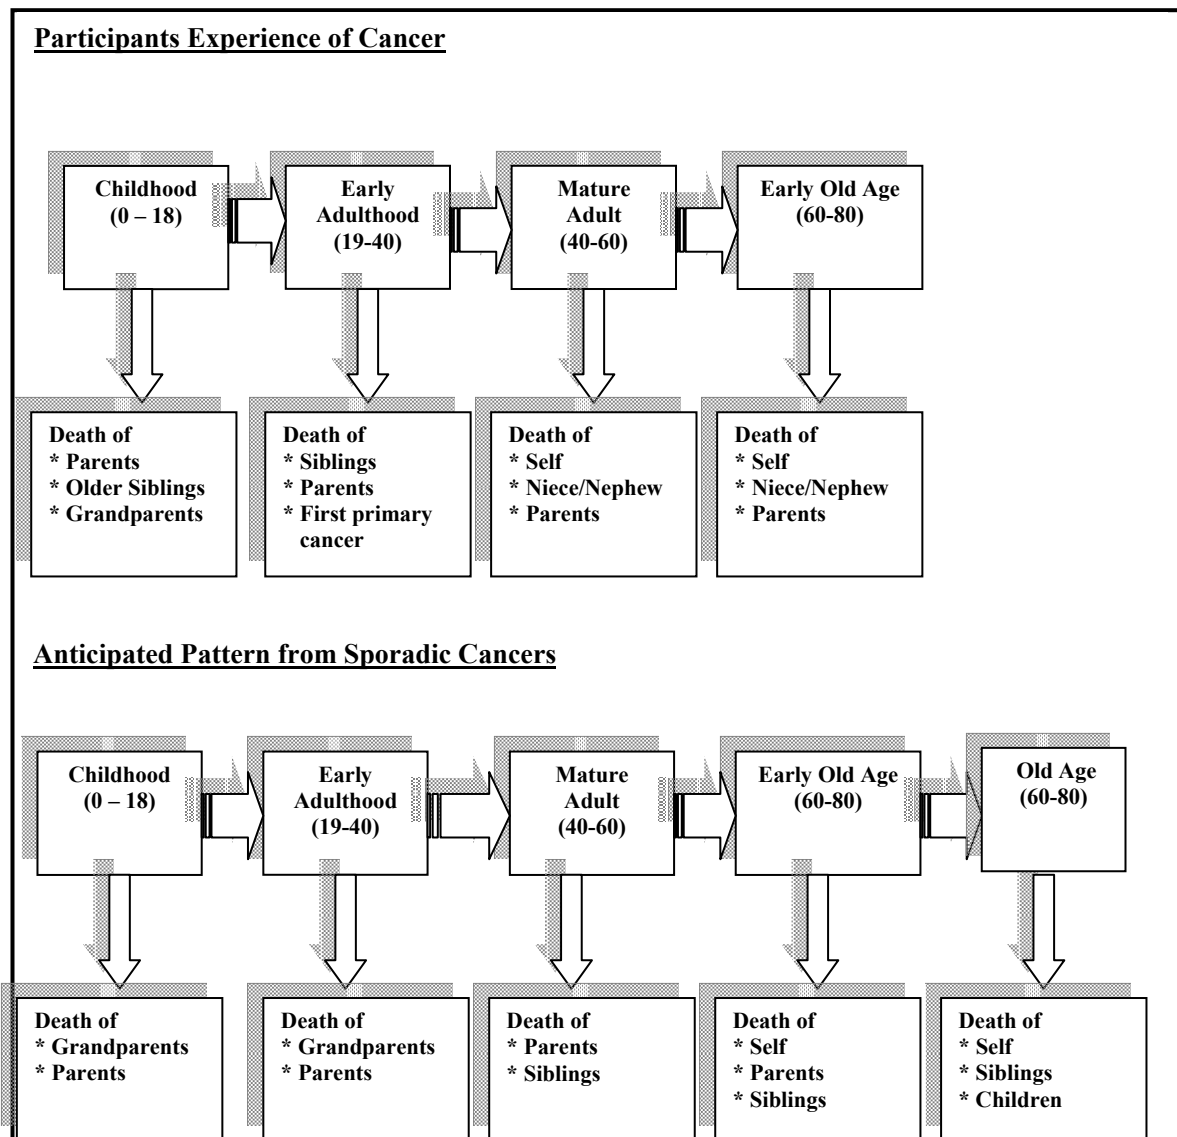 Participants Experience of Cancer
Childhood
(0 – 18)
Early
Adulthood
(19-40)
Mature
Adult
(40-60)
Early Old Age
(60-80)
Death of
* Parents
* Older Siblings
* Grandparents
Death of
* Siblings
* Parents
* First primary
cancer
Death of
* Self
* Niece/Nephew
* Parents
Death of
* Self
* Niece/Nephew
* Parents
Anticipated Pattern from Sporadic Cancers
Childhood
(0 – 18)
Early
Adulthood
(19-40)
Mature
Adult
(40-60)
Early Old Age
(60-80)
Old Age
(60-80)
Death of
* Grandparents
* Parents
Death of
* Grandparents
* Parents
Death of
* Parents
* Siblings
Death of
* Self
* Parents
* Siblings
Death of
* Self
* Siblings
* Children